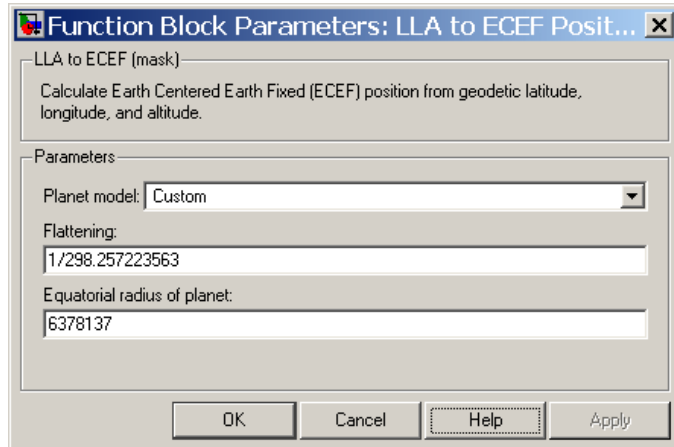 Function Block Parameters: LLA to ECEF Posit...
LLA to ECEF (mask)
Calculate Earth Centered Earth Fixed (ECEF) position from geodetic latitude,
longitude, and altitude.
Parameters
Planet model: Custom
Flattening:
1/298.257223563
Equatorial radius of planet:
6378137
OK Cancel Help Apply